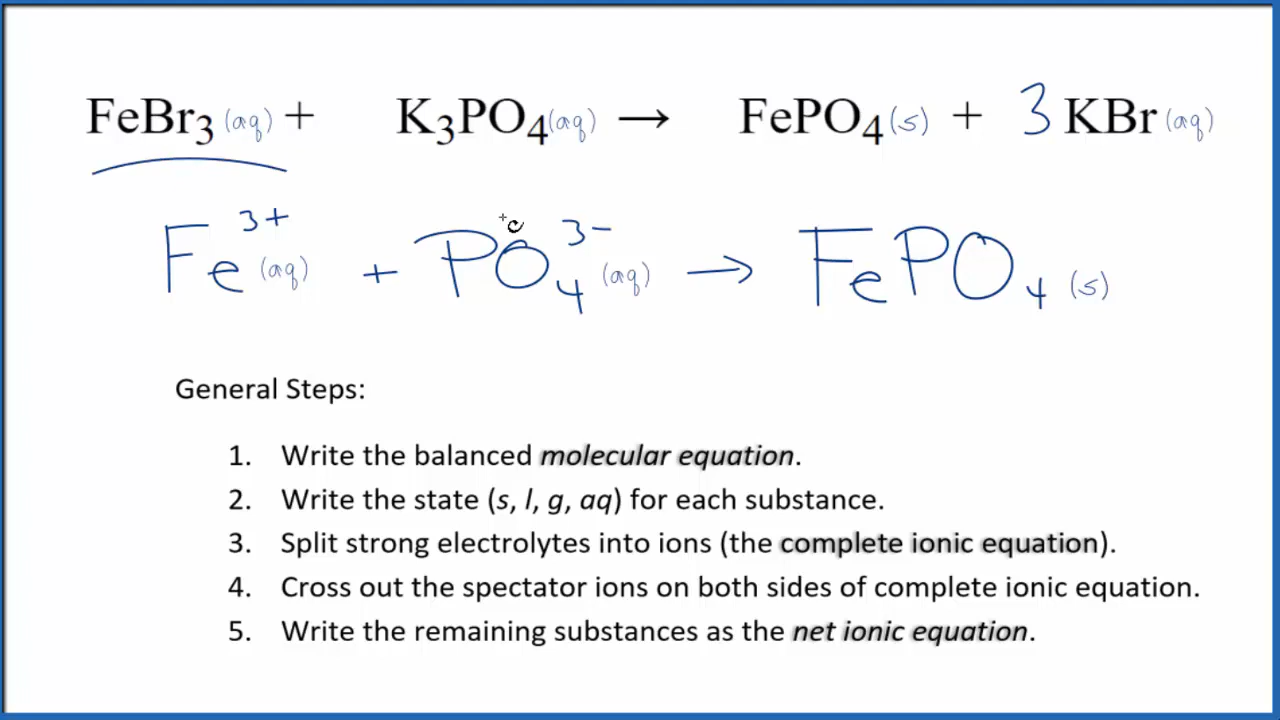 FeBr₃ (aq) + K₃PO₄ (aq) → FePO₄ (s) + 3 KBr (aq)
Fe³⁺ (aq) + PO₄³⁻ (aq) → FePO₄ (s)
General Steps:
1. Write the balanced molecular equation.
2. Write the state (s, l, g, aq) for each substance.
3. Split strong electrolytes into ions (the complete ionic equation).
4. Cross out the spectator ions on both sides of complete ionic equation.
5. Write the remaining substances as the net ionic equation.